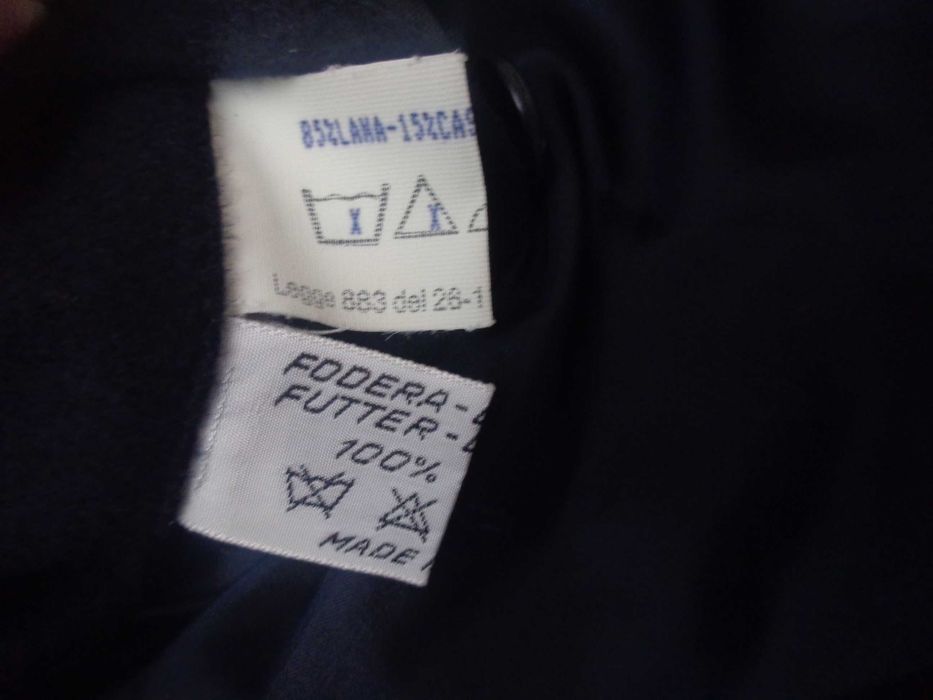 85%LANA-15%CAS
X X
Legge 883 del 26-1
FODERA-
FUTTER-
100%
MADE